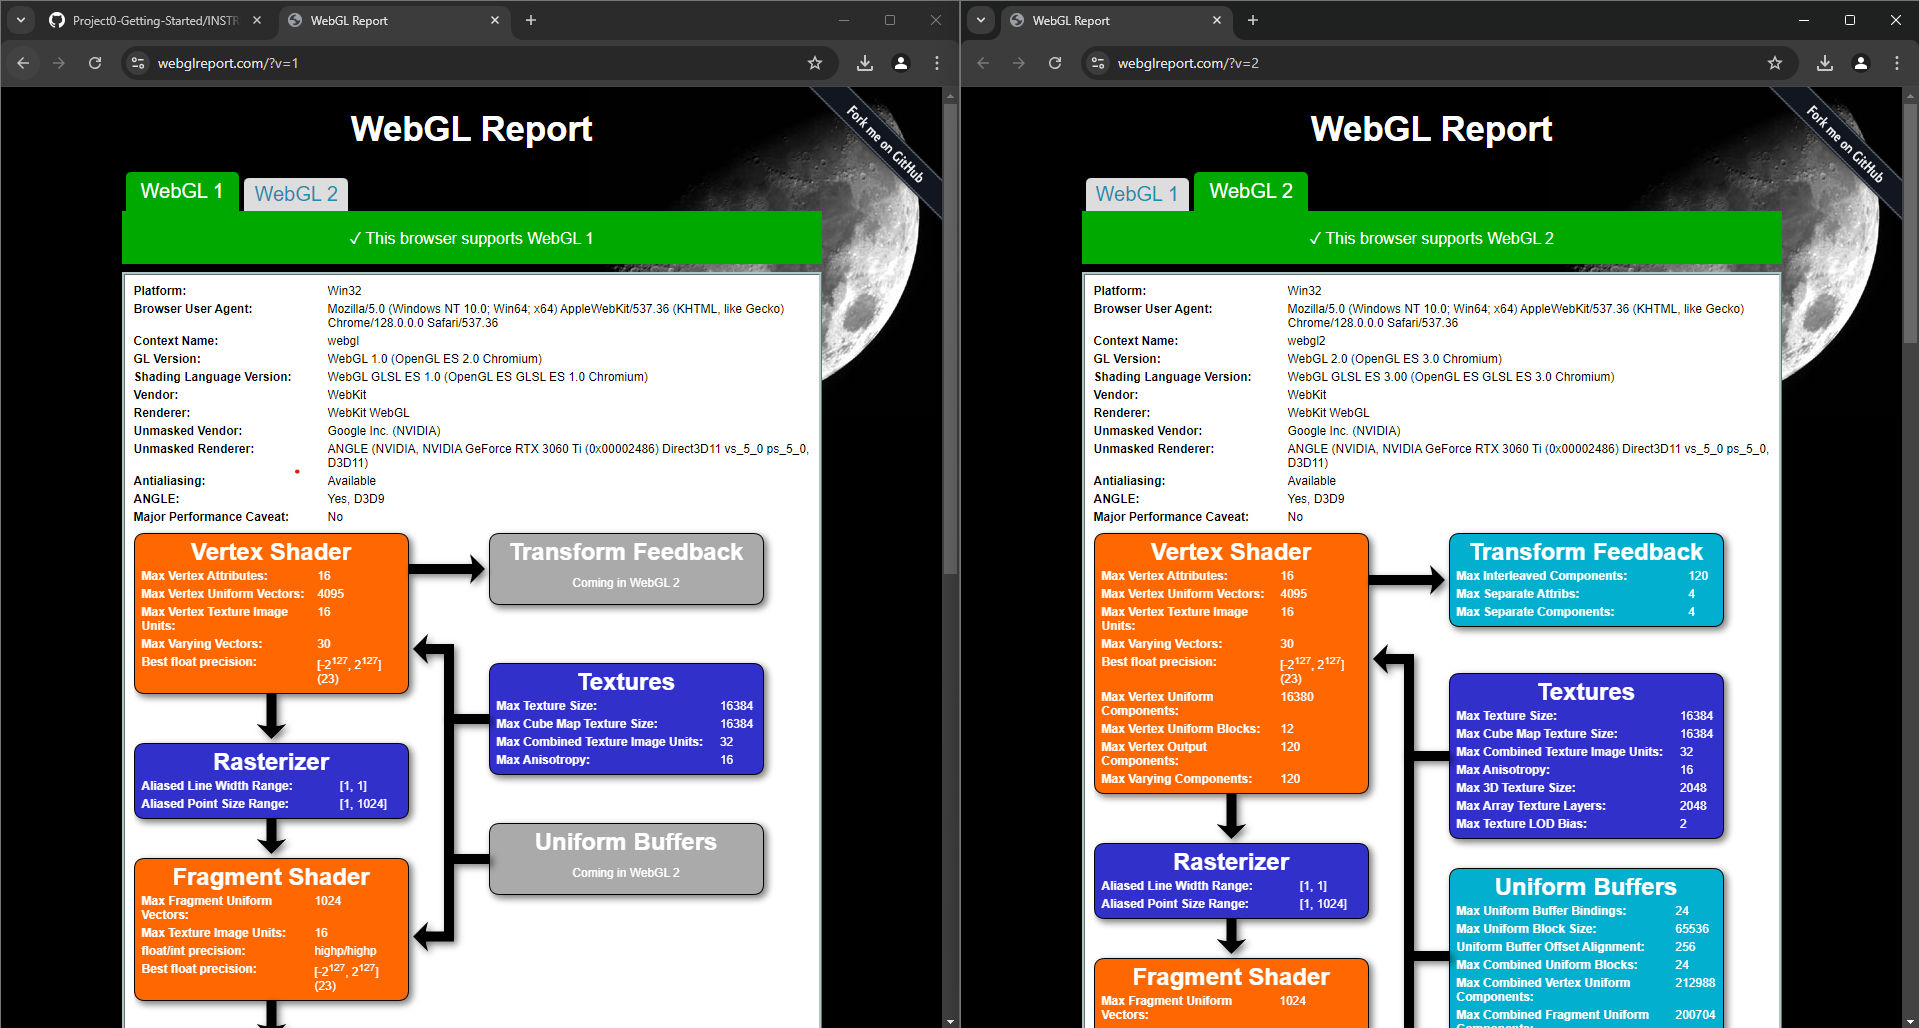 Project0-Getting-Started/INSTR
WebGL Report
webglreport.com/?v=1
Fork me on GitHub
WebGL Report
WebGL 1
WebGL 2
✓ This browser supports WebGL 1
Platform: Win32
Browser User Agent: Mozilla/5.0 (Windows NT 10.0; Win64; x64) AppleWebKit/537.36 (KHTML, like Gecko)
Chrome/128.0.0.0 Safari/537.36
Context Name: webgl
GL Version: WebGL 1.0 (OpenGL ES 2.0 Chromium)
Shading Language Version: WebGL GLSL ES 1.0 (OpenGL ES GLSL ES 1.0 Chromium)
Vendor: WebKit
Renderer: WebKit WebGL
Unmasked Vendor: Google Inc. (NVIDIA)
Unmasked Renderer: ANGLE (NVIDIA, NVIDIA GeForce RTX 3060 Ti (0x00002486) Direct3D11 vs_5_0 ps_5_0,
D3D11)
Antialiasing: Available
ANGLE: Yes, D3D9
Major Performance Caveat: No
Vertex Shader
Max Vertex Attributes: 16
Max Vertex Uniform Vectors: 4095
Max Vertex Texture Image 16
Units:
Max Varying Vectors: 30
Best float precision: [-2^127, 2^127]
(23)
Transform Feedback
Coming in WebGL 2
Textures
Max Texture Size: 16384
Max Cube Map Texture Size: 16384
Max Combined Texture Image Units: 32
Max Anisotropy: 16
Rasterizer
Aliased Line Width Range: [1, 1]
Aliased Point Size Range: [1, 1024]
Uniform Buffers
Coming in WebGL 2
Fragment Shader
Max Fragment Uniform 1024
Vectors:
Max Texture Image Units: 16
float/int precision: highp/highp
Best float precision: [-2^127, 2^127]
(23)
WebGL Report
webglreport.com/?v=2
Fork me on GitHub
WebGL Report
WebGL 1
WebGL 2
✓ This browser supports WebGL 2
Platform: Win32
Browser User Agent: Mozilla/5.0 (Windows NT 10.0; Win64; x64) AppleWebKit/537.36 (KHTML, like Gecko)
Chrome/128.0.0.0 Safari/537.36
Context Name: webgl2
GL Version: WebGL 2.0 (OpenGL ES 3.0 Chromium)
Shading Language Version: WebGL GLSL ES 3.00 (OpenGL ES GLSL ES 3.0 Chromium)
Vendor: WebKit
Renderer: WebKit WebGL
Unmasked Vendor: Google Inc. (NVIDIA)
Unmasked Renderer: ANGLE (NVIDIA, NVIDIA GeForce RTX 3060 Ti (0x00002486) Direct3D11 vs_5_0 ps_5_0,
D3D11)
Antialiasing: Available
ANGLE: Yes, D3D9
Major Performance Caveat: No
Vertex Shader
Max Vertex Attributes: 16
Max Vertex Uniform Vectors: 4095
Max Vertex Texture Image 16
Units:
Max Varying Vectors: 30
Best float precision: [-2^127, 2^127]
(23)
Max Vertex Uniform 16380
Components:
Max Vertex Uniform Blocks: 12
Max Vertex Output 120
Components:
Max Varying Components: 120
Transform Feedback
Max Interleaved Components: 120
Max Separate Attribs: 4
Max Separate Components: 4
Textures
Max Texture Size: 16384
Max Cube Map Texture Size: 16384
Max Combined Texture Image Units: 32
Max Anisotropy: 16
Max 3D Texture Size: 2048
Max Array Texture Layers: 2048
Max Texture LOD Bias: 2
Rasterizer
Aliased Line Width Range: [1, 1]
Aliased Point Size Range: [1, 1024]
Uniform Buffers
Max Uniform Buffer Bindings: 24
Max Uniform Block Size: 65536
Uniform Buffer Offset Alignment: 256
Max Combined Uniform Blocks: 24
Max Combined Vertex Uniform 212988
Components:
Max Combined Fragment Uniform 200704
Fragment Shader
Max Fragment Uniform 1024
Vectors: